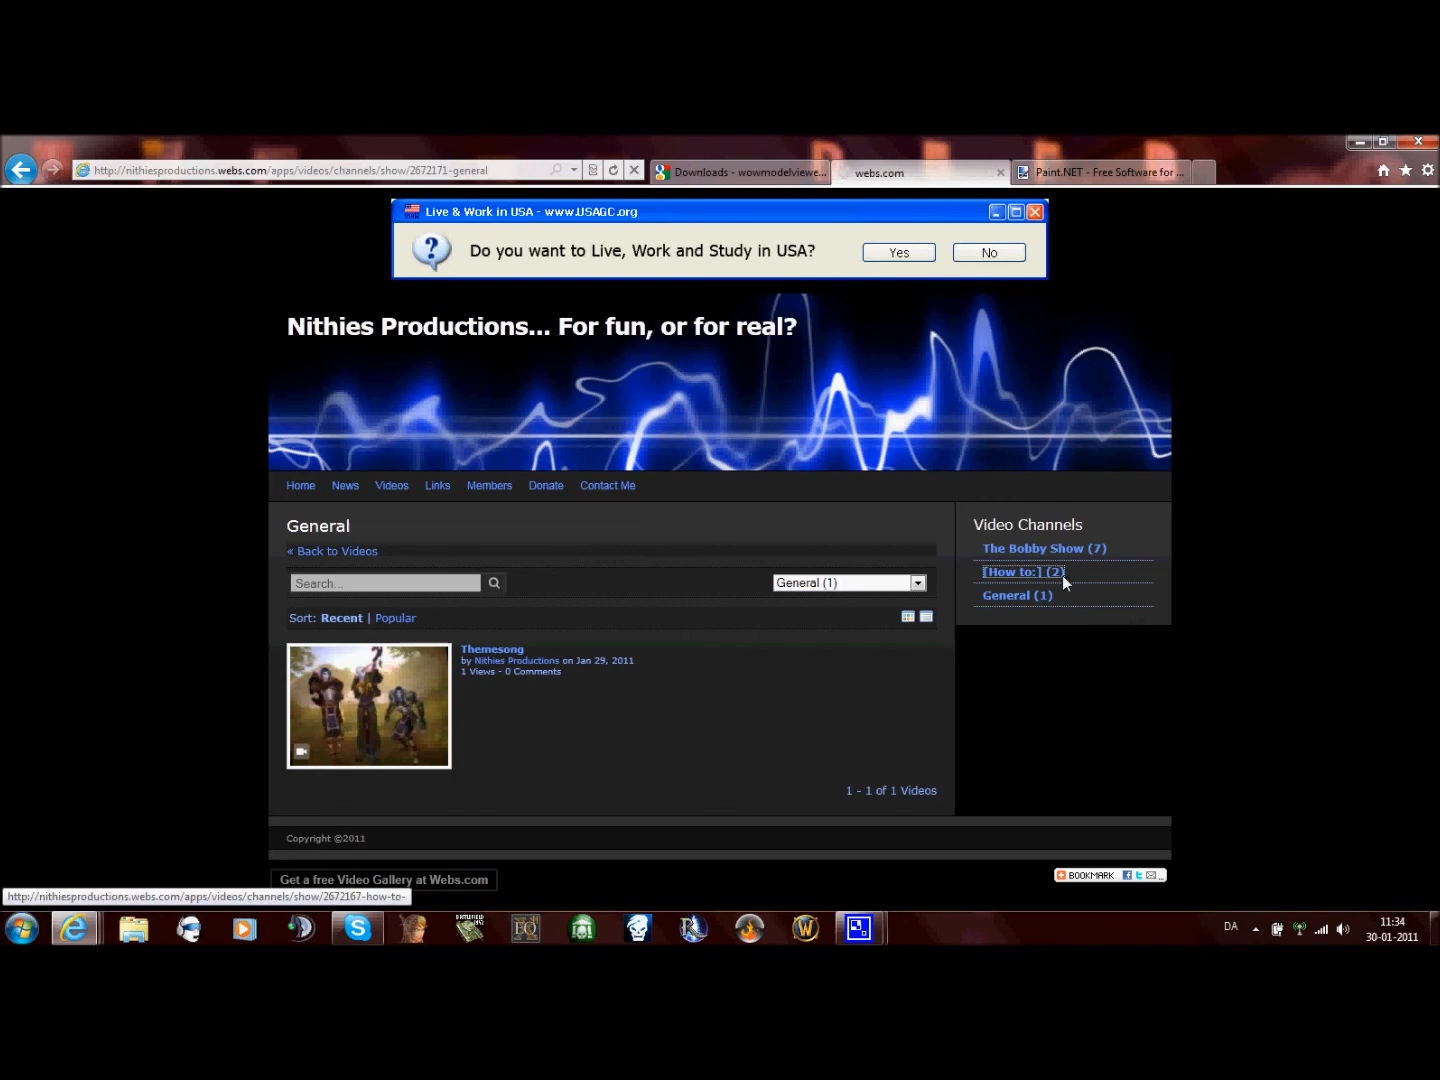 http://nithiesproductions.webs.com/apps/videos/channels/show/2672171-general
Downloads - wowmodelviewe...
webs.com
Paint.NET - Free Software for ...
Live & Work in USA - www.USAGC.org
Do you want to Live, Work and Study in USA?
Yes
No
Nithies Productions... For fun, or for real?
Home News Videos Links Members Donate Contact Me
General
« Back to Videos
Search...
General (1)
Sort: Recent | Popular
Themesong
by Nithies Productions on Jan 29, 2011
1 Views - 0 Comments
1 - 1 of 1 Videos
Video Channels
The Bobby Show (7)
[How to:] (2)
General (1)
Copyright ©2011
Get a free Video Gallery at Webs.com
BOOKMARK
http://nithiesproductions.webs.com/apps/videos/channels/show/2672167-how-to-
EQ
DA
11:34
30-01-2011